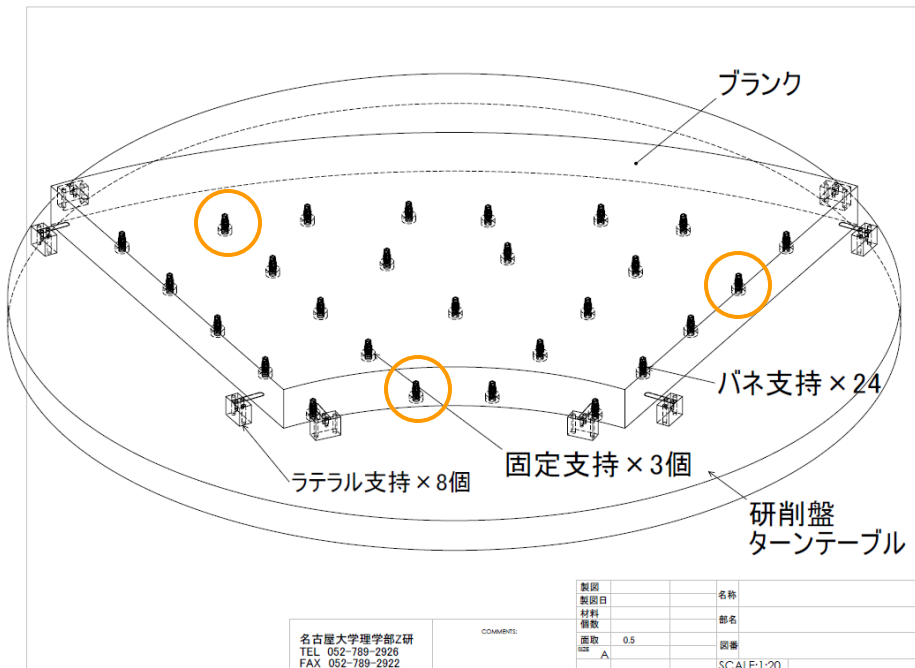 ブランク
バネ支持×24
固定支持×3個
ラテラル支持×8個
研削盤
ターンテーブル
名古屋大学理学部Z研
TEL 052-789-2926
FAX 052-789-2922
COMMENTS:
製図
製図日
材料
個数
面取 0.5
SIZE A
名称
部名
図番
SCALE:1:20